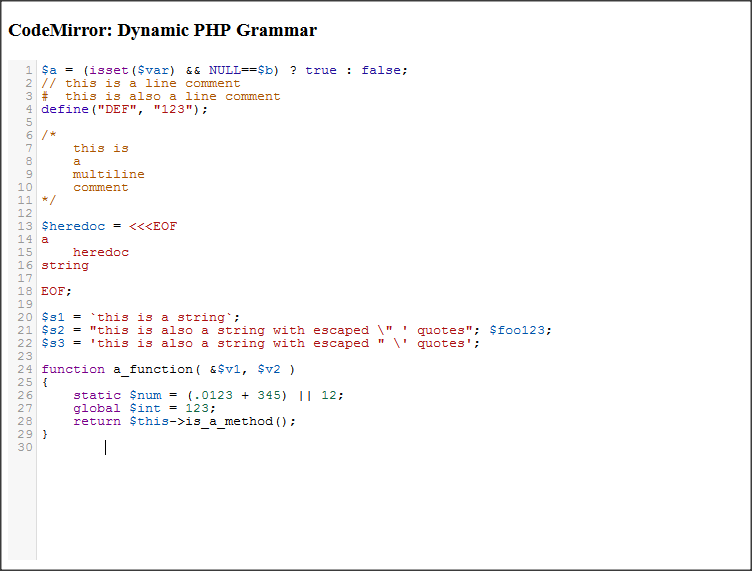 CodeMirror: Dynamic PHP Grammar
1 $a = (isset($var) && NULL==$b) ? true : false;
2 // this is a line comment
3 #  this is also a line comment
4 define("DEF", "123");
5
6 /*
7     this is
8     a
9     multiline
10     comment
11 */
12
13 $heredoc = <<<EOF
14 a
15     heredoc
16 string
17
18 EOF;
19
20 $s1 = `this is a string`;
21 $s2 = "this is also a string with escaped \" ' quotes"; $foo123;
22 $s3 = 'this is also a string with escaped " \' quotes';
23
24 function a_function( &$v1, $v2 )
25 {
26     static $num = (.0123 + 345) || 12;
27     global $int = 123;
28     return $this->is_a_method();
29 }
30